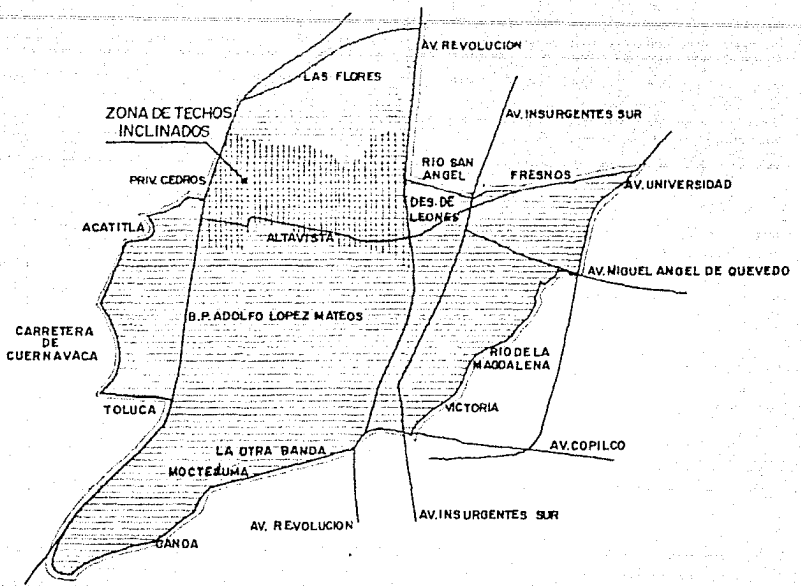 AV. REVOLUCION
LAS FLORES
ZONA DE TECHOS
INCLINADOS
AV. INSURGENTES SUR
RIO SAN
ANGEL
FRESNOS
PRIV. CEDROS
AV. UNIVERSIDAD
DES. DE
LEONES
ACATITLA
ALTAVISTA
AV. MIGUEL ANGEL DE QUEVEDO
B.P. ADOLFO LOPEZ MATEOS
CARRETERA
DE
CUERNAVACA
RIO DE LA
MAGDALENA
TOLUCA
VICTORIA
LA OTRA BANDA
AV. COPILCO
MOCTEZUMA
AV. REVOLUCION
AV. INSURGENTES SUR
CANOA